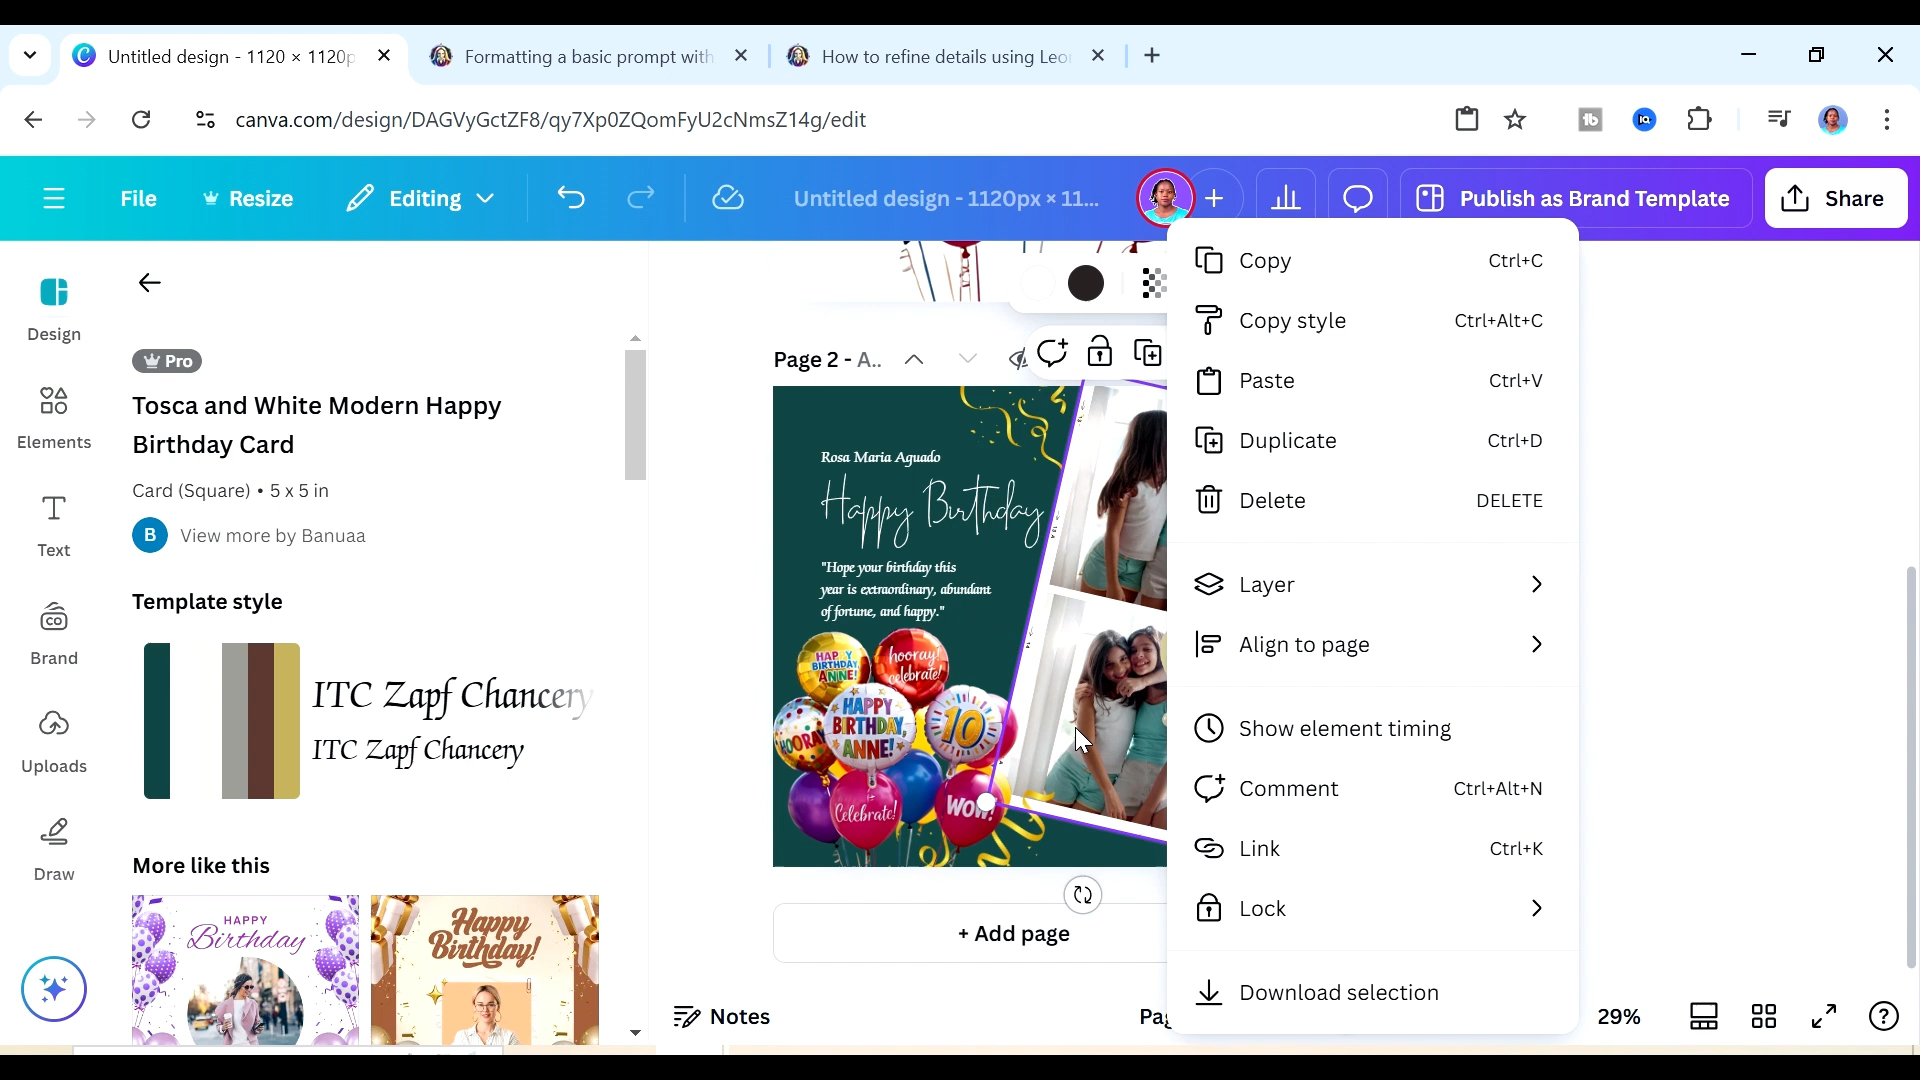 Untitled design - 1120 × 1120p
Formatting a basic prompt with
How to refine details using Leo
canva.com/design/DAGVyGctZF8/qy7Xp0ZQomFyU2cNmsZ14g/edit
File
Resize
Editing
Untitled design - 1120px × 11...
Publish as Brand Template
Share
Design
Elements
Text
Brand
Uploads
Draw
Pro
Tosca and White Modern Happy
Birthday Card
Card (Square) • 5 x 5 in
B
View more by Banuaa
Template style
ITC Zapf Chancery
ITC Zapf Chancery
More like this
HAPPY
Birthday
Happy
Birthday!
Page 2 - A..
Rosa Maria Aguado
Happy Birthday
"Hope your birthday this
year is extraordinary, abundant
of fortune, and happy."
HAPPY
BIRTHDAY,
ANNE!
hooray!
celebrate!
HOORAY
HAPPY
BIRTHDAY,
ANNE!
10
Celebrate!
WOW!
+ Add page
Notes
Pag
Copy Ctrl+C
Copy style Ctrl+Alt+C
Paste Ctrl+V
Duplicate Ctrl+D
Delete DELETE
Layer
Align to page
Show element timing
Comment Ctrl+Alt+N
Link Ctrl+K
Lock
Download selection
29%